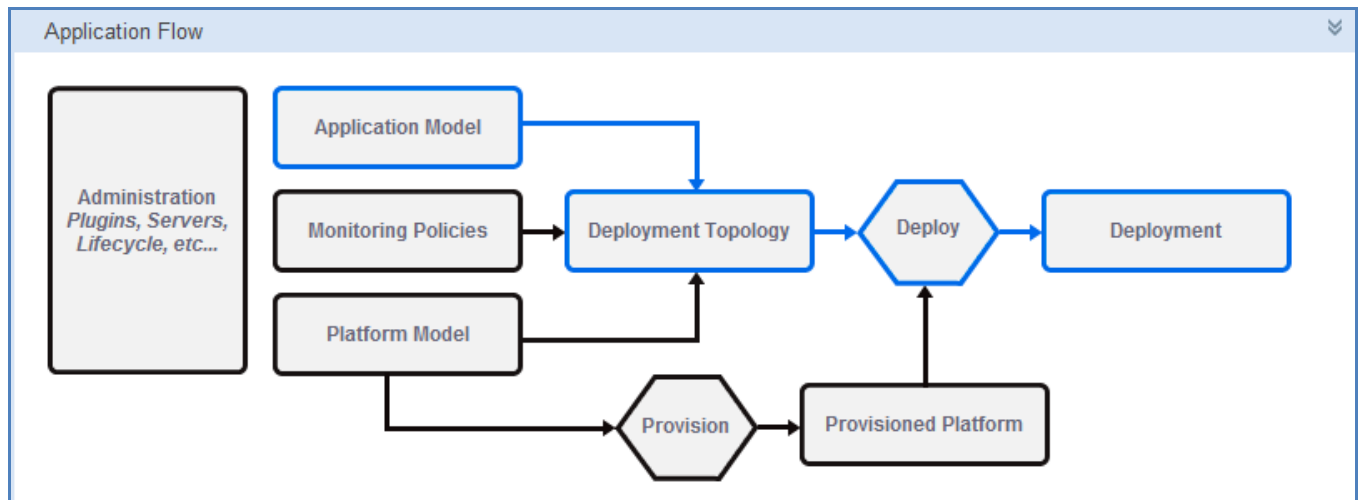 Application Flow
Administration
Plugins, Servers,
Lifecycle, etc...
Application Model
Monitoring Policies
Platform Model
Deployment Topology
Deploy
Deployment
Provision
Provisioned Platform